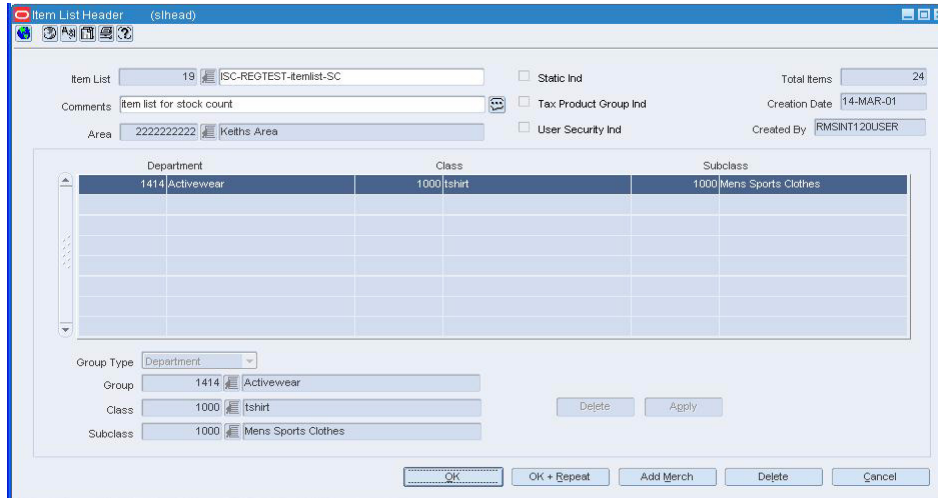 Item List Header (slhead)
Item List 19 ISC-REGTEST-itemlist-SC Static Ind Total Items 24
Comments item list for stock count Tax Product Group Ind Creation Date 14-MAR-01
Area 2222222222 Keiths Area User Security Ind Created By RMSINT120USER
Department Class Subclass
1414 Activewear 1000 tshirt 1000 Mens Sports Clothes
Group Type Department
Group 1414 Activewear
Class 1000 tshirt Delete Apply
Subclass 1000 Mens Sports Clothes
OK OK + Repeat Add Merch Delete Cancel